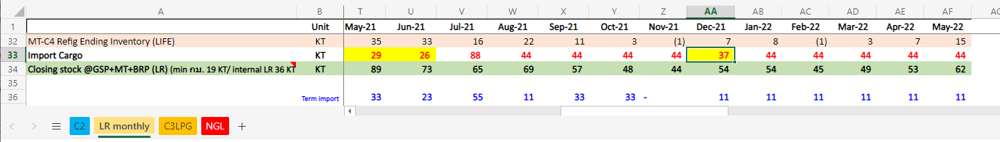 A B T U V W X Y Z AA AB AC AD AE AF AG
1 Unit May-21 Jun-21 Jul-21 Aug-21 Sep-21 Oct-21 Nov-21 Dec-21 Jan-22 Feb-22 Mar-22 Apr-22 May-22
32 MT-C4 Refig Ending Inventory (LIFE) KT 35 33 16 22 11 3 (1) 7 8 (1) 3 7 15
33 Import Cargo KT 29 26 88 44 44 44 44 37 44 44 44 44 44
34 Closing stock @GSP+MT+BRP (LR) (min กม. 19 KT/ internal LR 36 KT KT 89 73 65 69 57 48 44 54 54 45 49 53 62
35
36 Term import 33 23 55 11 33 33 - 11 11 11 11 11 11
C2 LR monthly C3LPG NGL